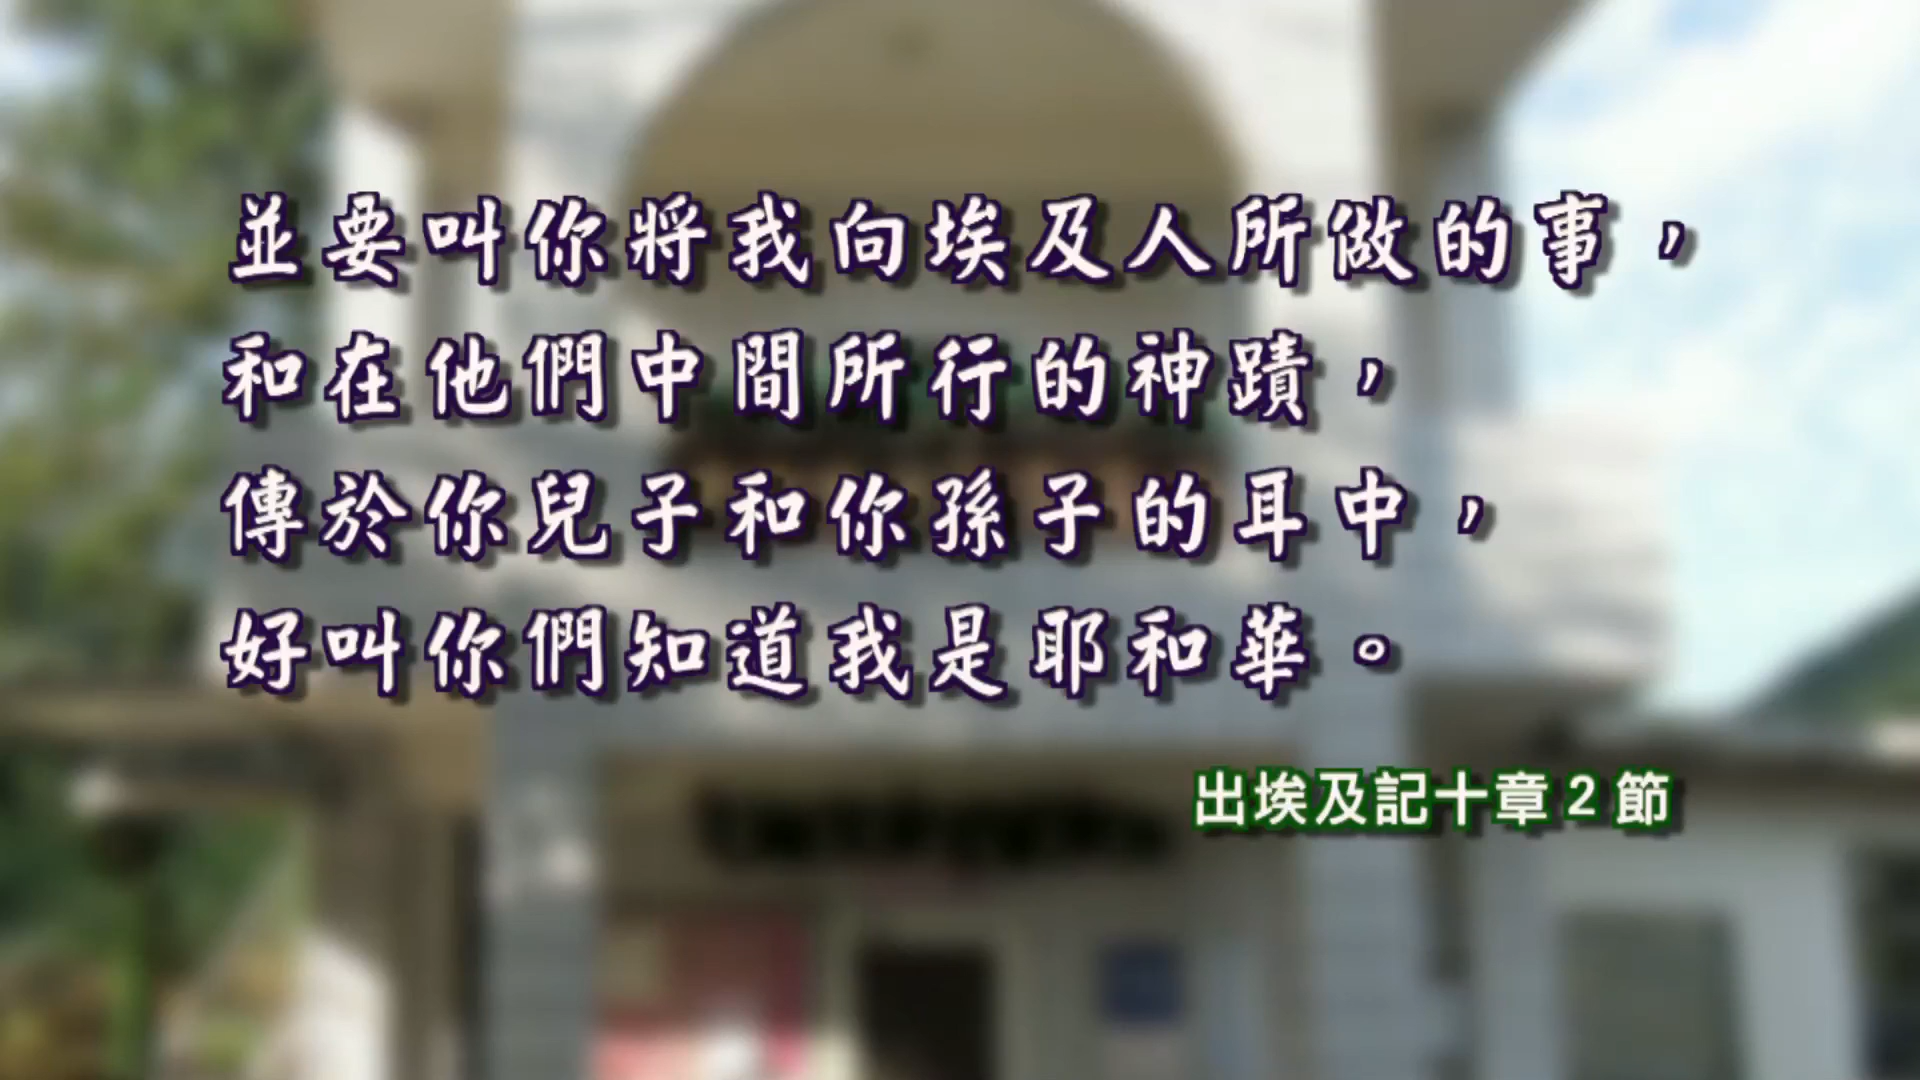 並要叫你將我向埃及人所做的事，
和在他們中間所行的神蹟，
傳於你兒子和你孫子的耳中，
好叫你們知道我是耶和華。
出埃及記十章2節